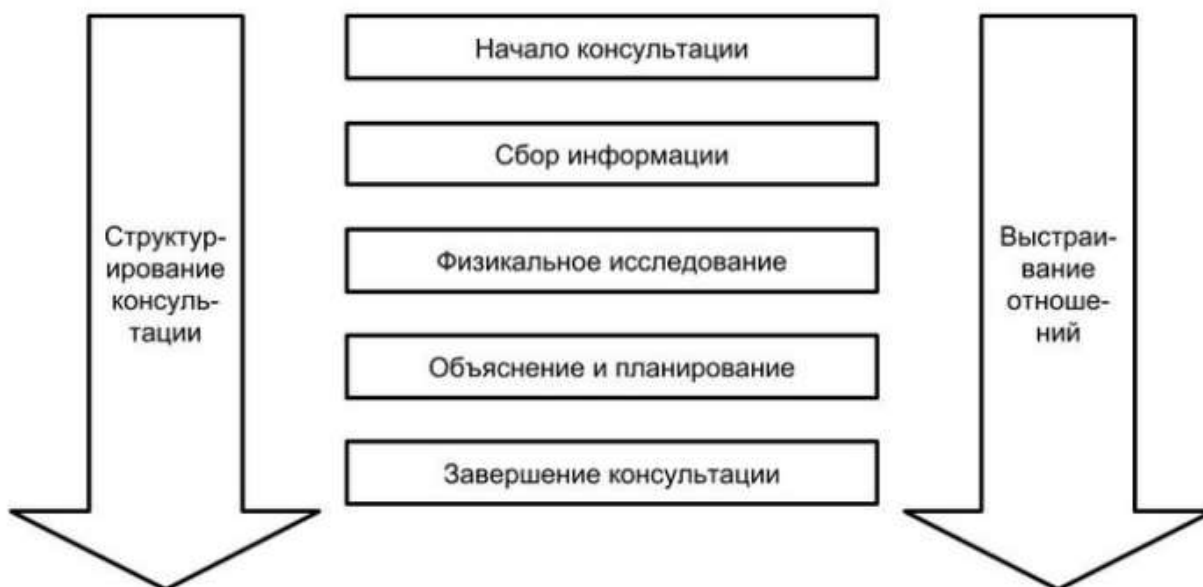 Начало консультации
Сбор информации
Структур-
ирование
консуль-
тации
Физикальное исследование
Выстраи-
вание
отноше-
ний
Объяснение и планирование
Завершение консультации